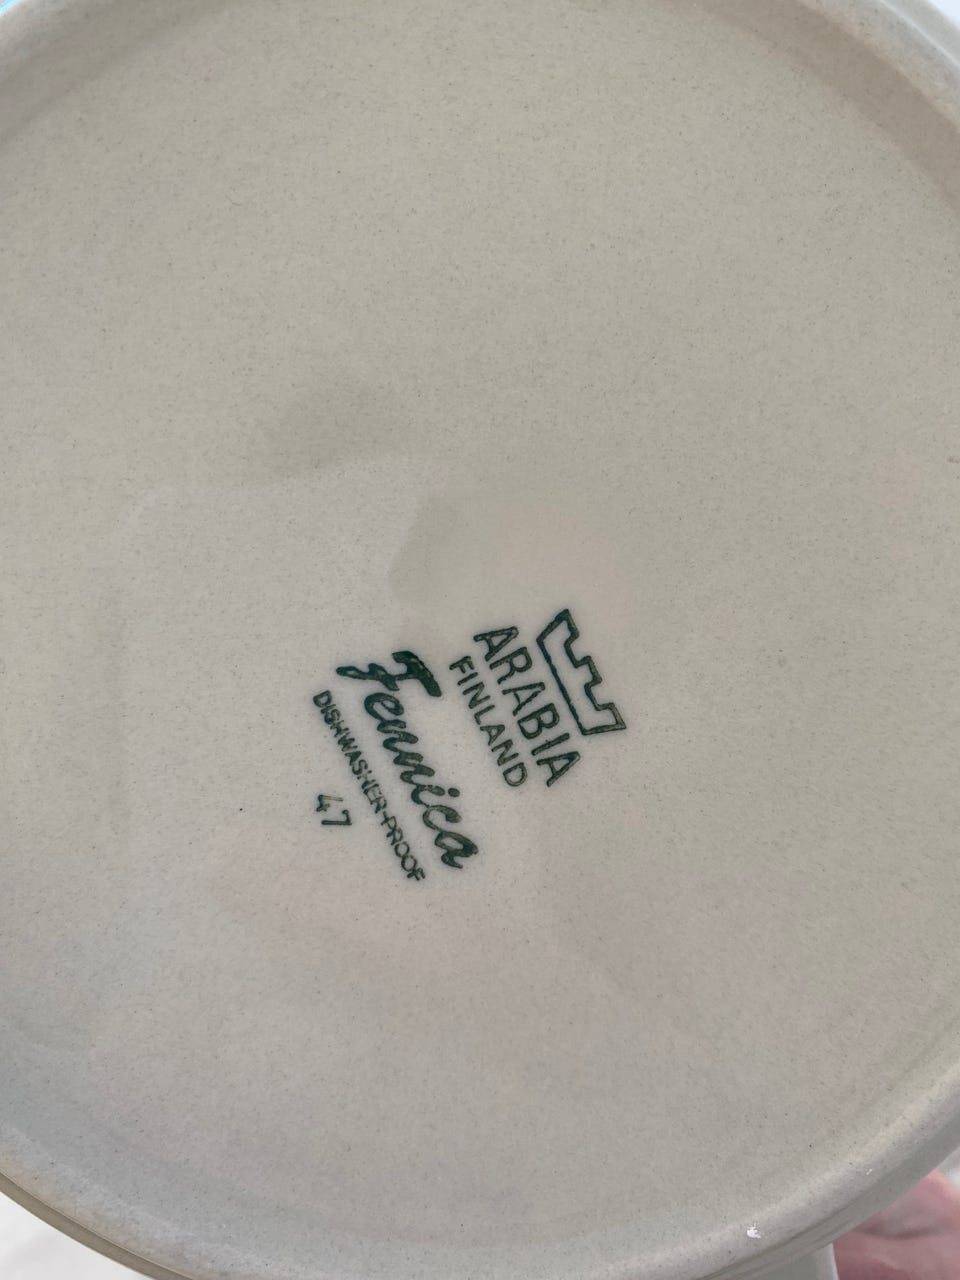 ARABIA
FINLAND
Fennica
DISHWASHER-PROOF
47